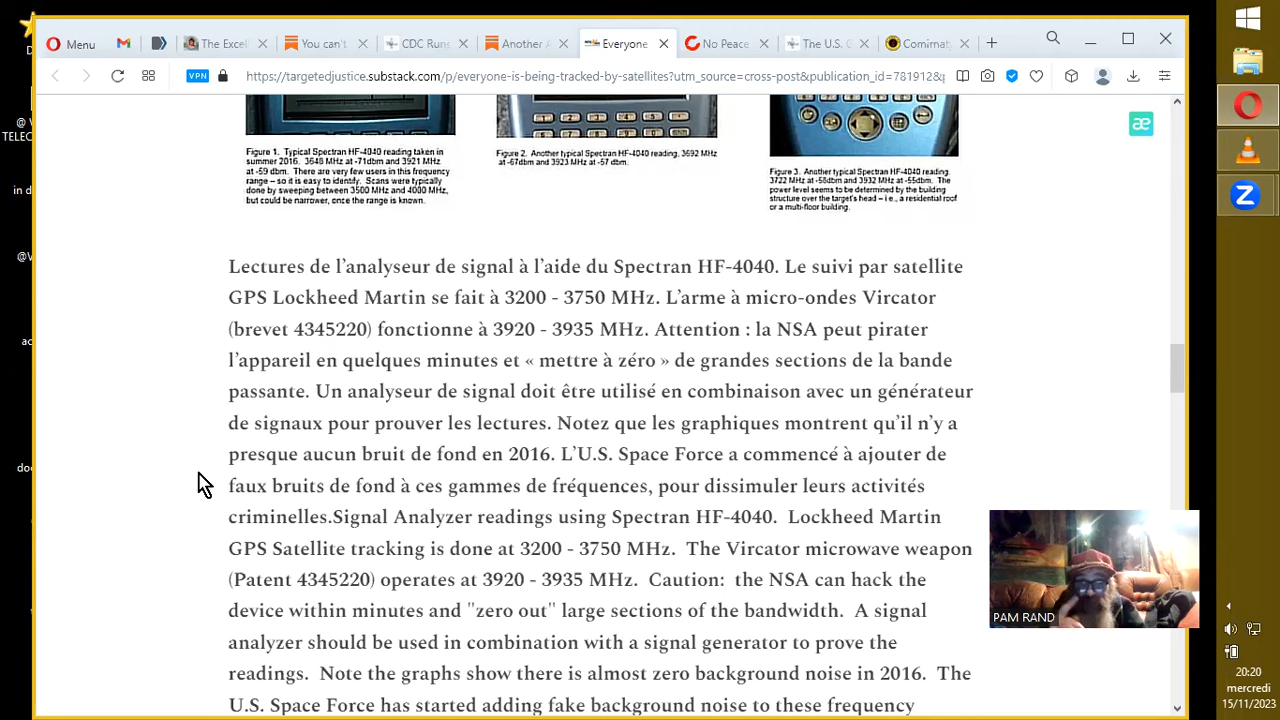 Menu
The Excell
You can't
CDC Runs
Another A
Everyone
No Peace
The U.S. G
Comirnaty
VPN
https://targetedjustice.substack.com/p/everyone-is-being-tracked-by-satellites?utm_source=cross-post&publication_id=7819128
æ
Figure 1. Typical Spectran HF-4040 reading taken in
summer 2016. 3648 MHz at -71dbm and 3921 MHz
at -59 dbm. There are very few users in this frequency
range – so it is easy to identify. Scans were typically
done by sweeping between 3500 MHz and 4000 MHz,
but could be narrower, once the range is known.
Figure 2. Another typical Spectran HF-4040 reading, 3692 MHz
at -67dbm and 3923 MHz at -57 dbm.
Figure 3. Another typical Spectran HF-4040 reading.
3722 MHz at -58dbm and 3932 MHz at -55dbm. The
power level seems to be determined by the building
structure over the target's head – i.e., a residential roof
or a multi-floor building.
Lectures de l'analyseur de signal à l'aide du Spectran HF-4040. Le suivi par satellite
GPS Lockheed Martin se fait à 3200 - 3750 MHz. L'arme à micro-ondes Vircator
(brevet 4345220) fonctionne à 3920 - 3935 MHz. Attention : la NSA peut pirater
l'appareil en quelques minutes et « mettre à zéro » de grandes sections de la bande
passante. Un analyseur de signal doit être utilisé en combinaison avec un générateur
de signaux pour prouver les lectures. Notez que les graphiques montrent qu'il n'y a
presque aucun bruit de fond en 2016. L'U.S. Space Force a commencé à ajouter de
faux bruits de fond à ces gammes de fréquences, pour dissimuler leurs activités
criminelles.Signal Analyzer readings using Spectran HF-4040.  Lockheed Martin
GPS Satellite tracking is done at 3200 - 3750 MHz.  The Vircator microwave weapon
(Patent 4345220) operates at 3920 - 3935 MHz.  Caution:  the NSA can hack the
device within minutes and "zero out" large sections of the bandwidth.  A signal
analyzer should be used in combination with a signal generator to prove the
readings.  Note the graphs show there is almost zero background noise in 2016.  The
U.S. Space Force has started adding fake background noise to these frequency
PAM RAND
20:20
mercredi
15/11/2023